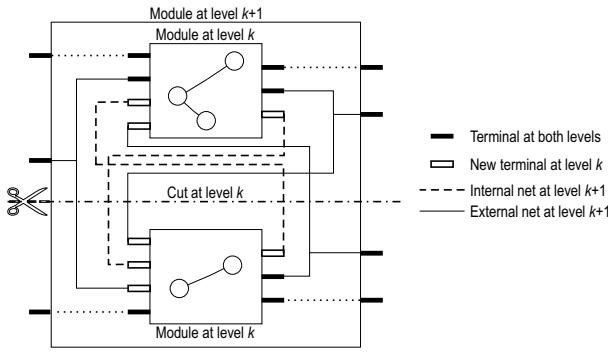 Module at level k+1
Module at level k
Terminal at both levels
New terminal at level k
Cut at level k
Internal net at level k+1
External net at level k+1
Module at level k